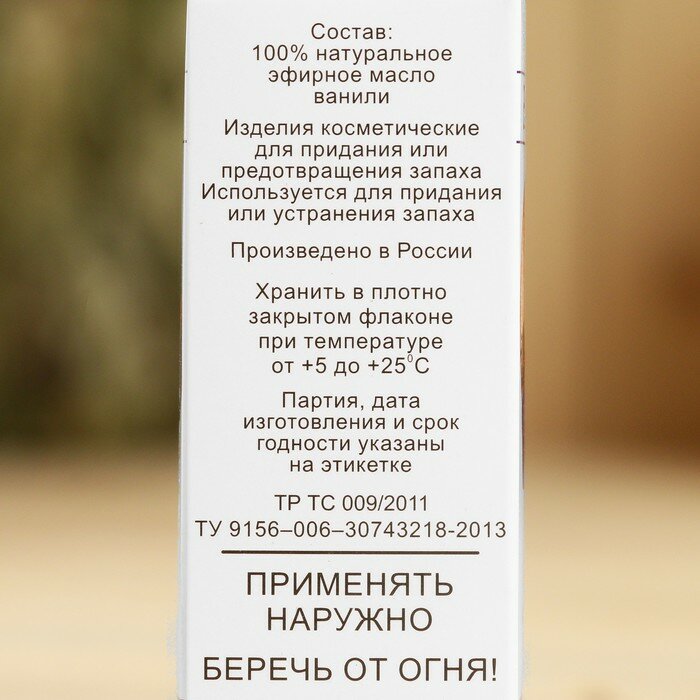 Состав:
100% натуральное
эфирное масло
ванили
Изделия косметические
для придания или
предотвращения запаха
Используется для придания
или устранения запаха
Произведено в России
Хранить в плотно
закрытом флаконе
при температуре
от +5 до +25⁰С
Партия, дата
изготовления и срок
годности указаны
на этикетке
ТР ТС 009/2011
ТУ 9156–006–30743218-2013
ПРИМЕНЯТЬ
НАРУЖНО
БЕРЕЧЬ ОТ ОГНЯ!